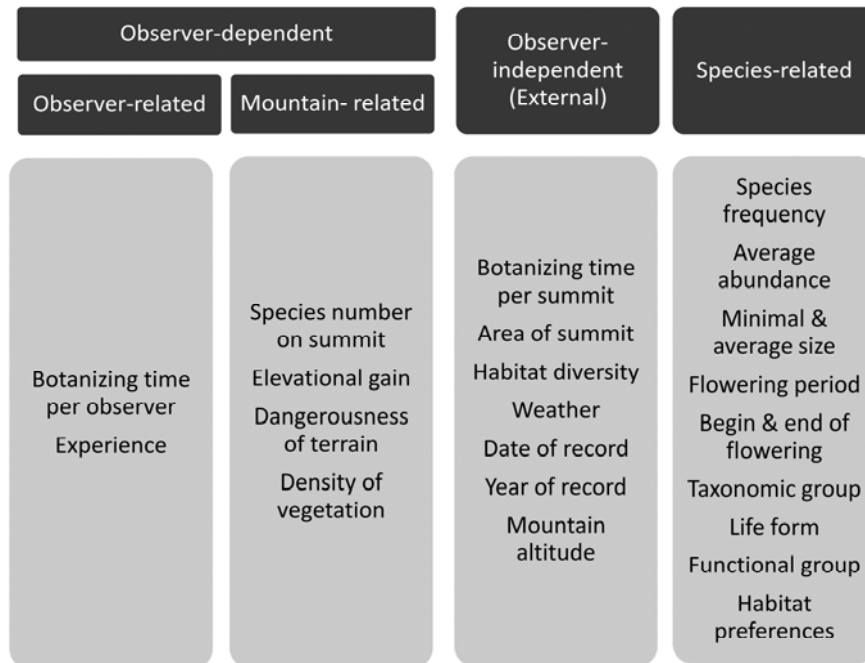 Observer-dependent
Observer-related
Mountain- related
Observer-
independent
(External)
Species-related
Botanizing time
per observer
Experience
Species number
on summit
Elevational gain
Dangerousness
of terrain
Density of
vegetation
Botanizing time
per summit
Area of summit
Habitat diversity
Weather
Date of record
Year of record
Mountain
altitude
Species
frequency
Average
abundance
Minimal &
average size
Flowering period
Begin & end of
flowering
Taxonomic group
Life form
Functional group
Habitat
preferences